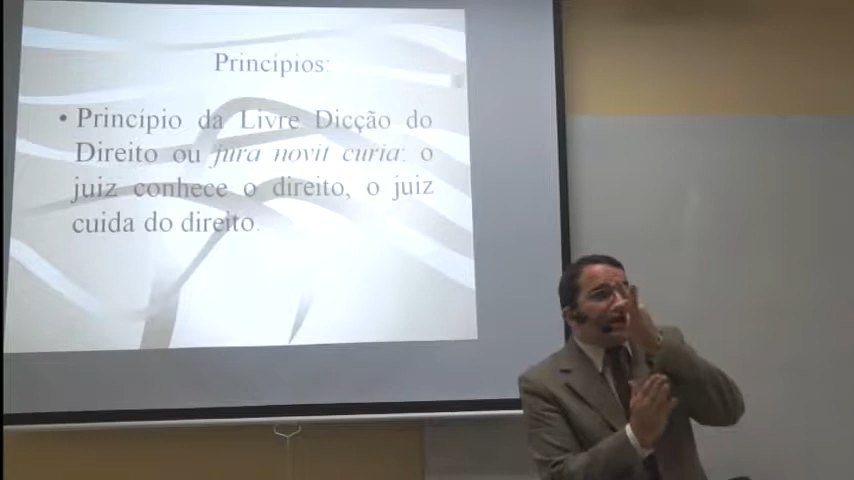 Princípios:
• Princípio da Livre Dicção do
Direito ou jura novit curia: o
juiz conhece o direito, o juiz
cuida do direito.